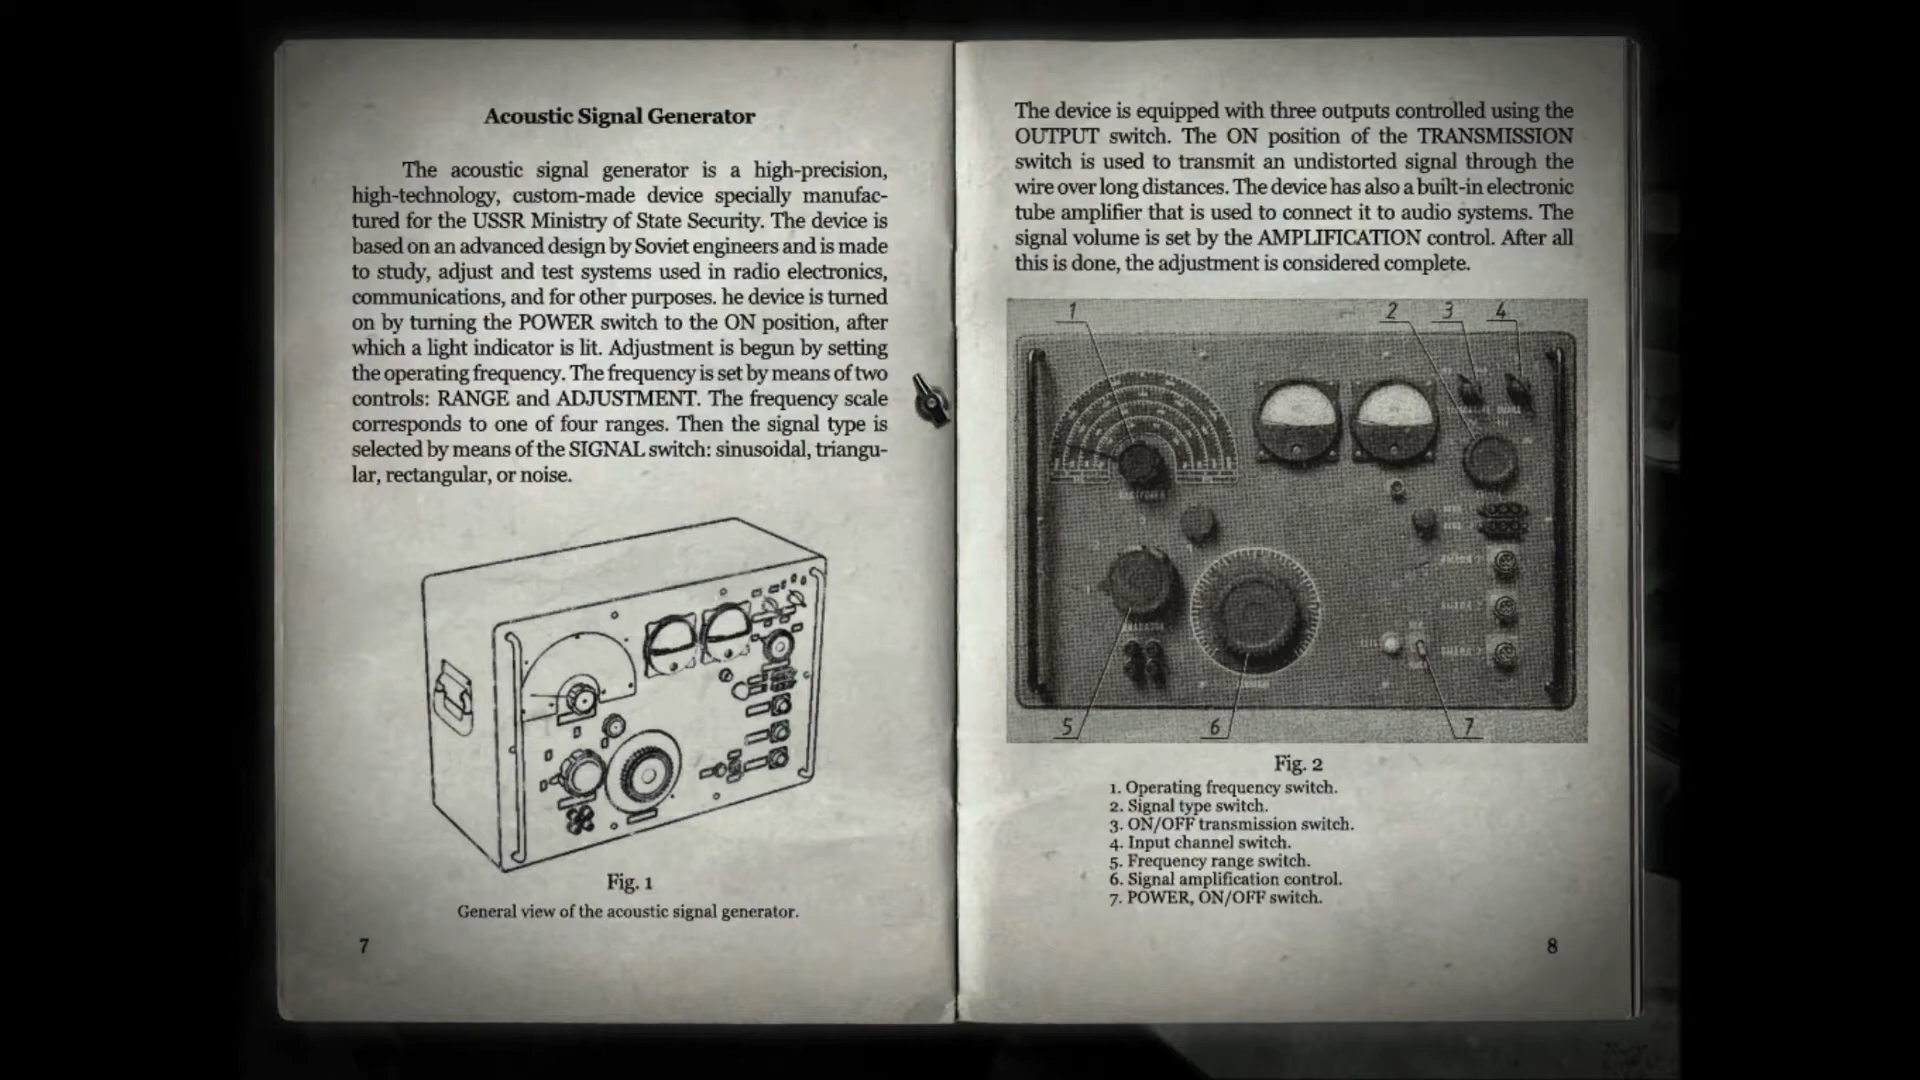 Acoustic Signal Generator
The acoustic signal generator is a high-precision,
high-technology, custom-made device specially manufac-
tured for the USSR Ministry of State Security. The device is
based on an advanced design by Soviet engineers and is made
to study, adjust and test systems used in radio electronics,
communications, and for other purposes. he device is turned
on by turning the POWER switch to the ON position, after
which a light indicator is lit. Adjustment is begun by setting
the operating frequency. The frequency is set by means of two
controls: RANGE and ADJUSTMENT. The frequency scale
corresponds to one of four ranges. Then the signal type is
selected by means of the SIGNAL switch: sinusoidal, triangu-
lar, rectangular, or noise.
Fig. 1
General view of the acoustic signal generator.
7
The device is equipped with three outputs controlled using the
OUTPUT switch. The ON position of the TRANSMISSION
switch is used to transmit an undistorted signal through the
wire over long distances. The device has also a built-in electronic
tube amplifier that is used to connect it to audio systems. The
signal volume is set by the AMPLIFICATION control. After all
this is done, the adjustment is considered complete.
1 2 3 4
5 6 7
Fig. 2
1. Operating frequency switch.
2. Signal type switch.
3. ON/OFF transmission switch.
4. Input channel switch.
5. Frequency range switch.
6. Signal amplification control.
7. POWER, ON/OFF switch.
8